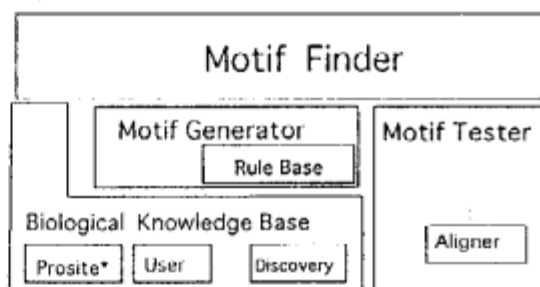 Motif Finder
Motif Generator
Rule Base
Motif Tester
Biological Knowledge Base
Prosite*
User
Discovery
Aligner